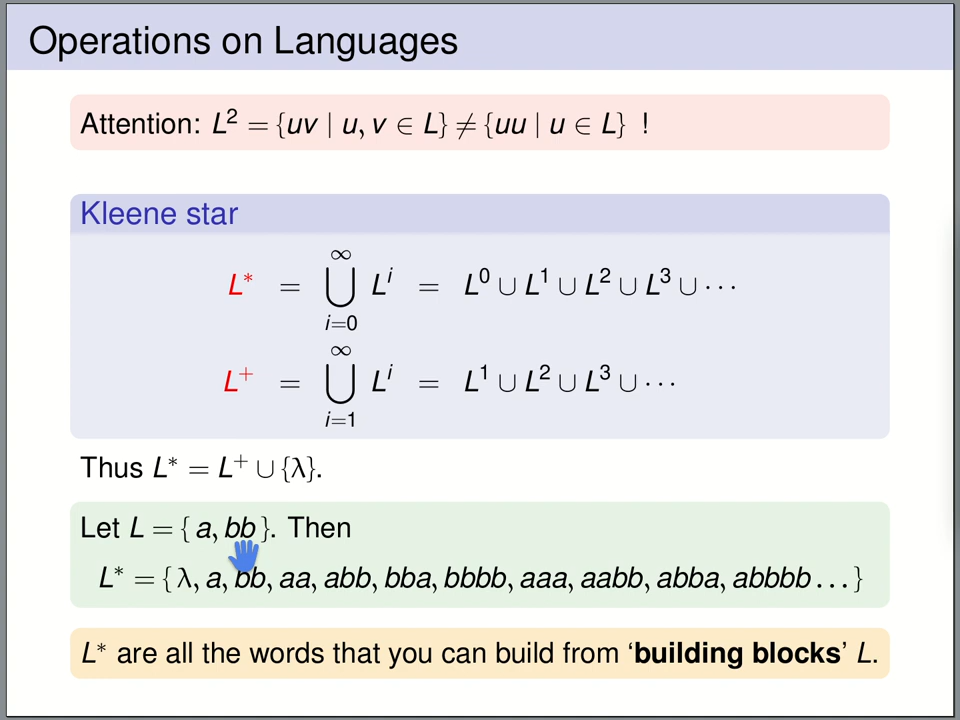 Operations on Languages
Attention: L² = {uv | u, v ∈ L} ≠ {uu | u ∈ L} !
Kleene star
L* = ⋃_{i=0}^{∞} Lⁱ = L⁰ ∪ L¹ ∪ L² ∪ L³ ∪ ⋯
L⁺ = ⋃_{i=1}^{∞} Lⁱ = L¹ ∪ L² ∪ L³ ∪ ⋯
Thus L* = L⁺ ∪ {λ}.
Let L = { a, bb }. Then
L* = { λ, a, bb, aa, abb, bba, bbbb, aaa, aabb, abba, abbbb … }
L* are all the words that you can build from ‘building blocks’ L.